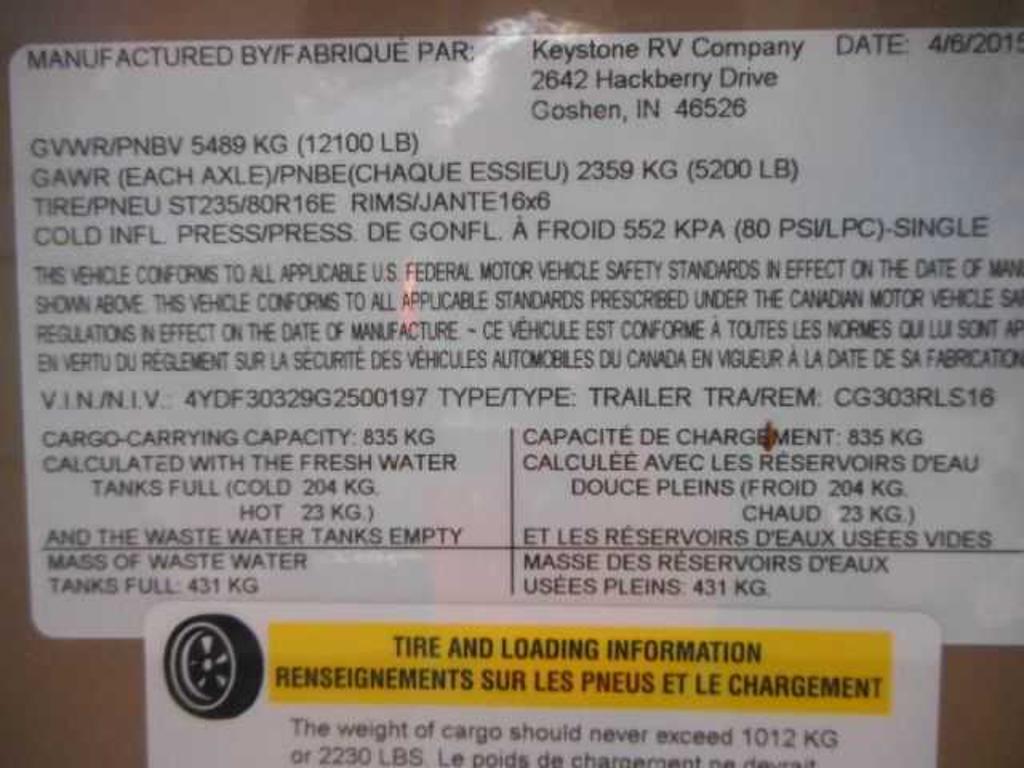 MANUFACTURED BY/FABRIQUÉ PAR: Keystone RV Company DATE: 4/6/2015
2642 Hackberry Drive
Goshen, IN 46526
GVWR/PNBV 5489 KG (12100 LB)
GAWR (EACH AXLE)/PNBE(CHAQUE ESSIEU) 2359 KG (5200 LB)
TIRE/PNEU ST235/80R16E RIMS/JANTE16x6
COLD INFL. PRESS/PRESS. DE GONFL. À FROID 552 KPA (80 PSI/LPC)-SINGLE
THIS VEHICLE CONFORMS TO ALL APPLICABLE U.S. FEDERAL MOTOR VEHICLE SAFETY STANDARDS IN EFFECT ON THE DATE OF
SHOWN ABOVE. THIS VEHICLE CONFORMS TO ALL APPLICABLE STANDARDS PRESCRIBED UNDER THE CANADIAN MOTOR VEHICLE
REGULATIONS IN EFFECT ON THE DATE OF MANUFACTURE. ~ CE VÉHICULE EST CONFORME À TOUTES LES NORMES QUI LUI SONT
EN VERTU DU RÉGLEMENT SUR LA SÉCURITÉ DES VÉHICULES AUTOMOBILES DU CANADA EN VIGUEUR À LA DATE DE SA FABRICATION
V.I.N./N.I.V.: 4YDF30329G2500197 TYPE/TYPE: TRAILER TRA/REM: CG303RLS16
CARGO-CARRYING CAPACITY: 835 KG
CALCULATED WITH THE FRESH WATER
TANKS FULL (COLD 204 KG.
HOT 23 KG.)
AND THE WASTE WATER TANKS EMPTY
MASS OF WASTE WATER
TANKS FULL: 431 KG
CAPACITÉ DE CHARGEMENT: 835 KG
CALCULÉE AVEC LES RÉSERVOIRS D'EAU
DOUCE PLEINS (FROID 204 KG.
CHAUD 23 KG.)
ET LES RÉSERVOIRS D'EAUX USÉES VIDES
MASSE DES RÉSERVOIRS D'EAUX
USÉES PLEINS: 431 KG.
TIRE AND LOADING INFORMATION
RENSEIGNEMENTS SUR LES PNEUS ET LE CHARGEMENT
The weight of cargo should never exceed 1012 KG
or 2230 LBS. Le poids de chargement ne devrait